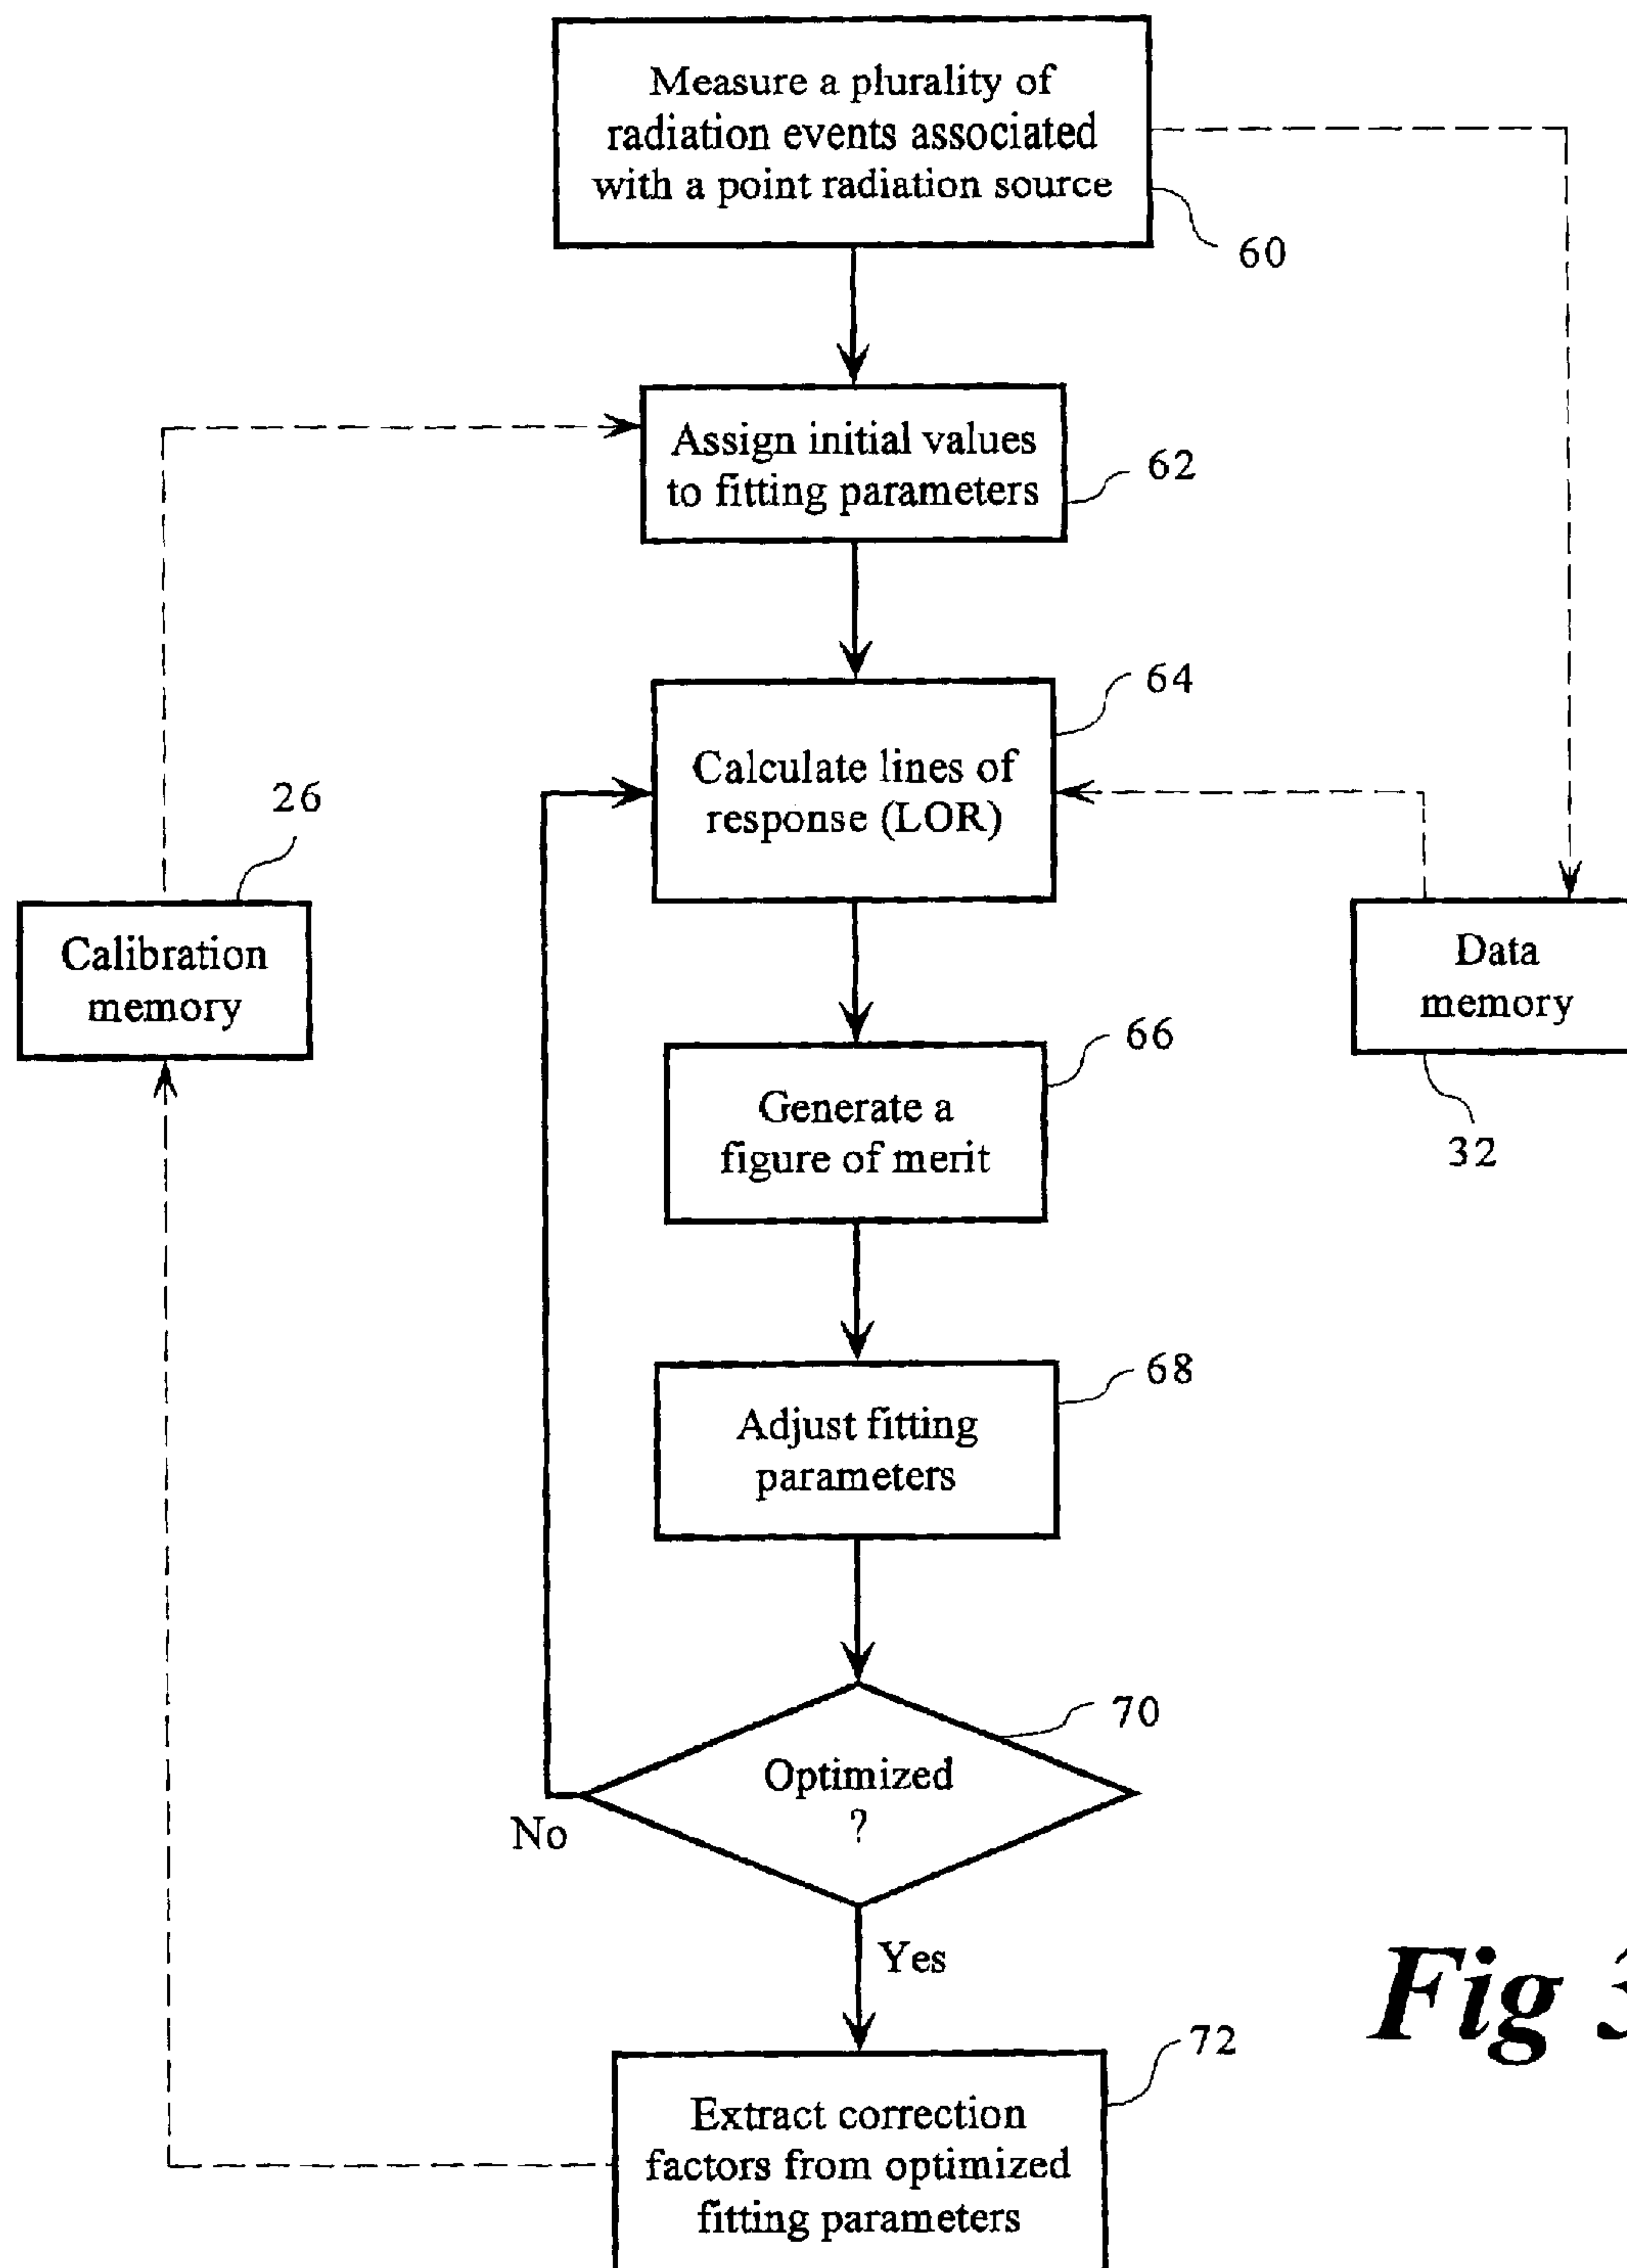 Measure a plurality of
radiation events associated
with a point radiation source
60
Assign initial values
to fitting parameters
62
64
Calculate lines of
response (LOR)
26
Calibration
memory
Data
memory
32
66
Generate a
figure of merit
68
Adjust fitting
parameters
70
Optimized
?
No
Yes
Fig 3
72
Extract correction
factors from optimized
fitting parameters